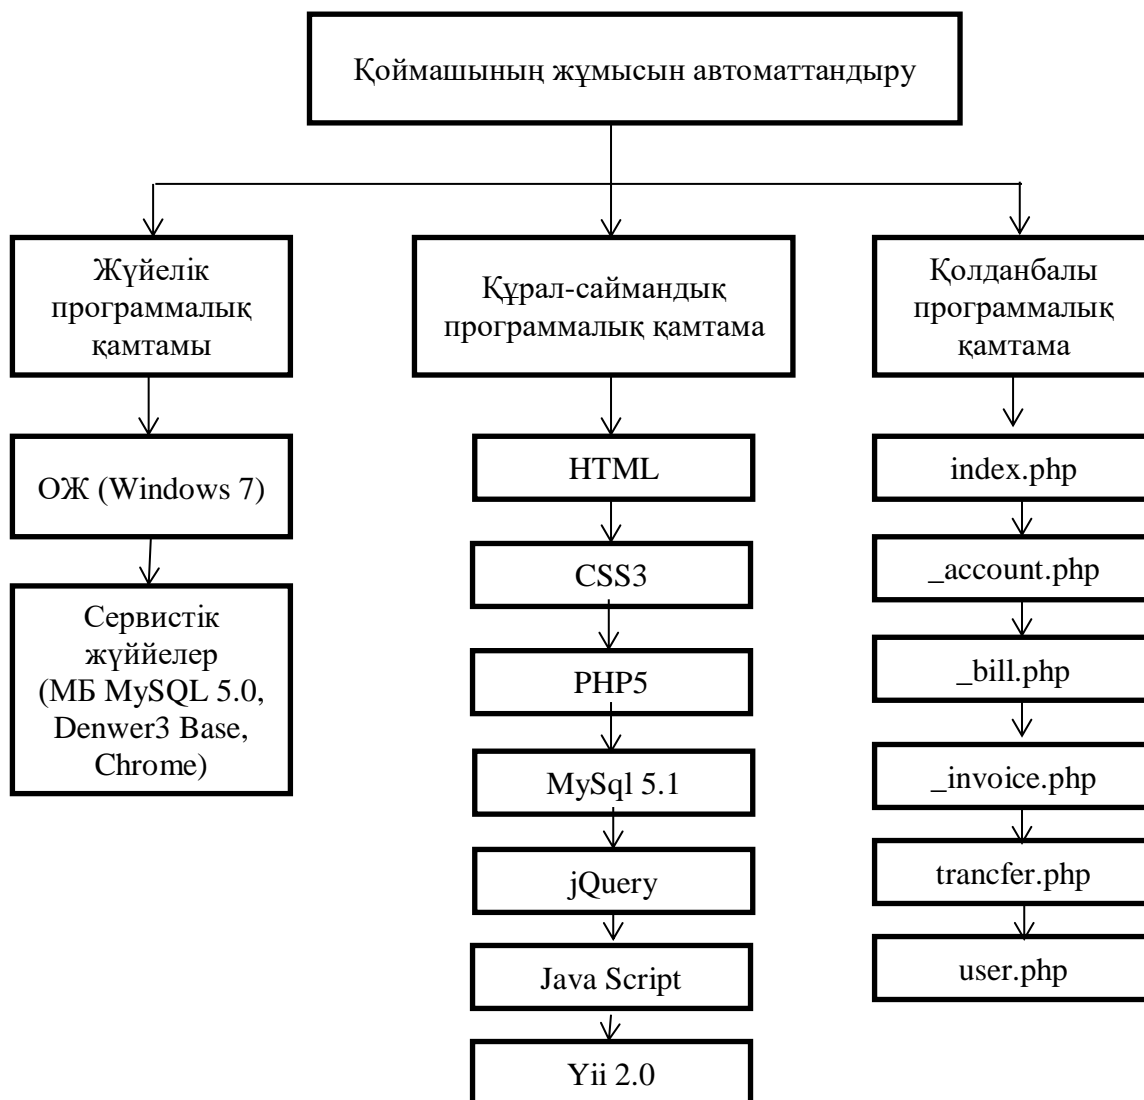 Қоймашының жұмысын автоматтандыру
Жүйелік
программалық
қамтамы
ОЖ (Windows 7)
Сервистік
жүййелер
(МБ MySQL 5.0,
Denwer3 Base,
Chrome)
Құрал-саймандық
программалық қамтама
HTML
CSS3
PHP5
MySql 5.1
jQuery
Java Script
Yii 2.0
Қолданбалы
программалық
қамтама
index.php
_account.php
_bill.php
_invoice.php
trancfer.php
user.php